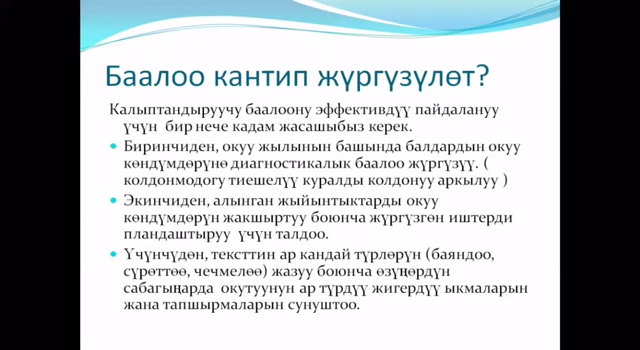 Баалоо кантип жүргүзүлөт?
Калыптандыруучу баалоону эффективдүү пайдалануу
үчүн бир нече кадам жасашыбыз керек.
Биринчиден, окуу жылынын башында балдардын окуу
көндүмдөрүнө диагностикалык баалоо жүргүзүү. (
колдонмодогу тиешелүү куралды колдонуу аркылуу )
Экинчиден, алынган жыйынтыктарды окуу
көндүмдөрүн жакшыртуу боюнча жүргүзгөн иштерди
пландаштыруу үчүн талдоо.
Үчүнчүдөн, тексттин ар кандай түрлөрүн (баяндоо,
сүрөттөө, чечмелөө) жазуу боюнча өзүңөрдүн
сабагыңарда окутуунун ар түрдүү жигердүү ыкмаларын
жана тапшырмаларын сунуштоо.